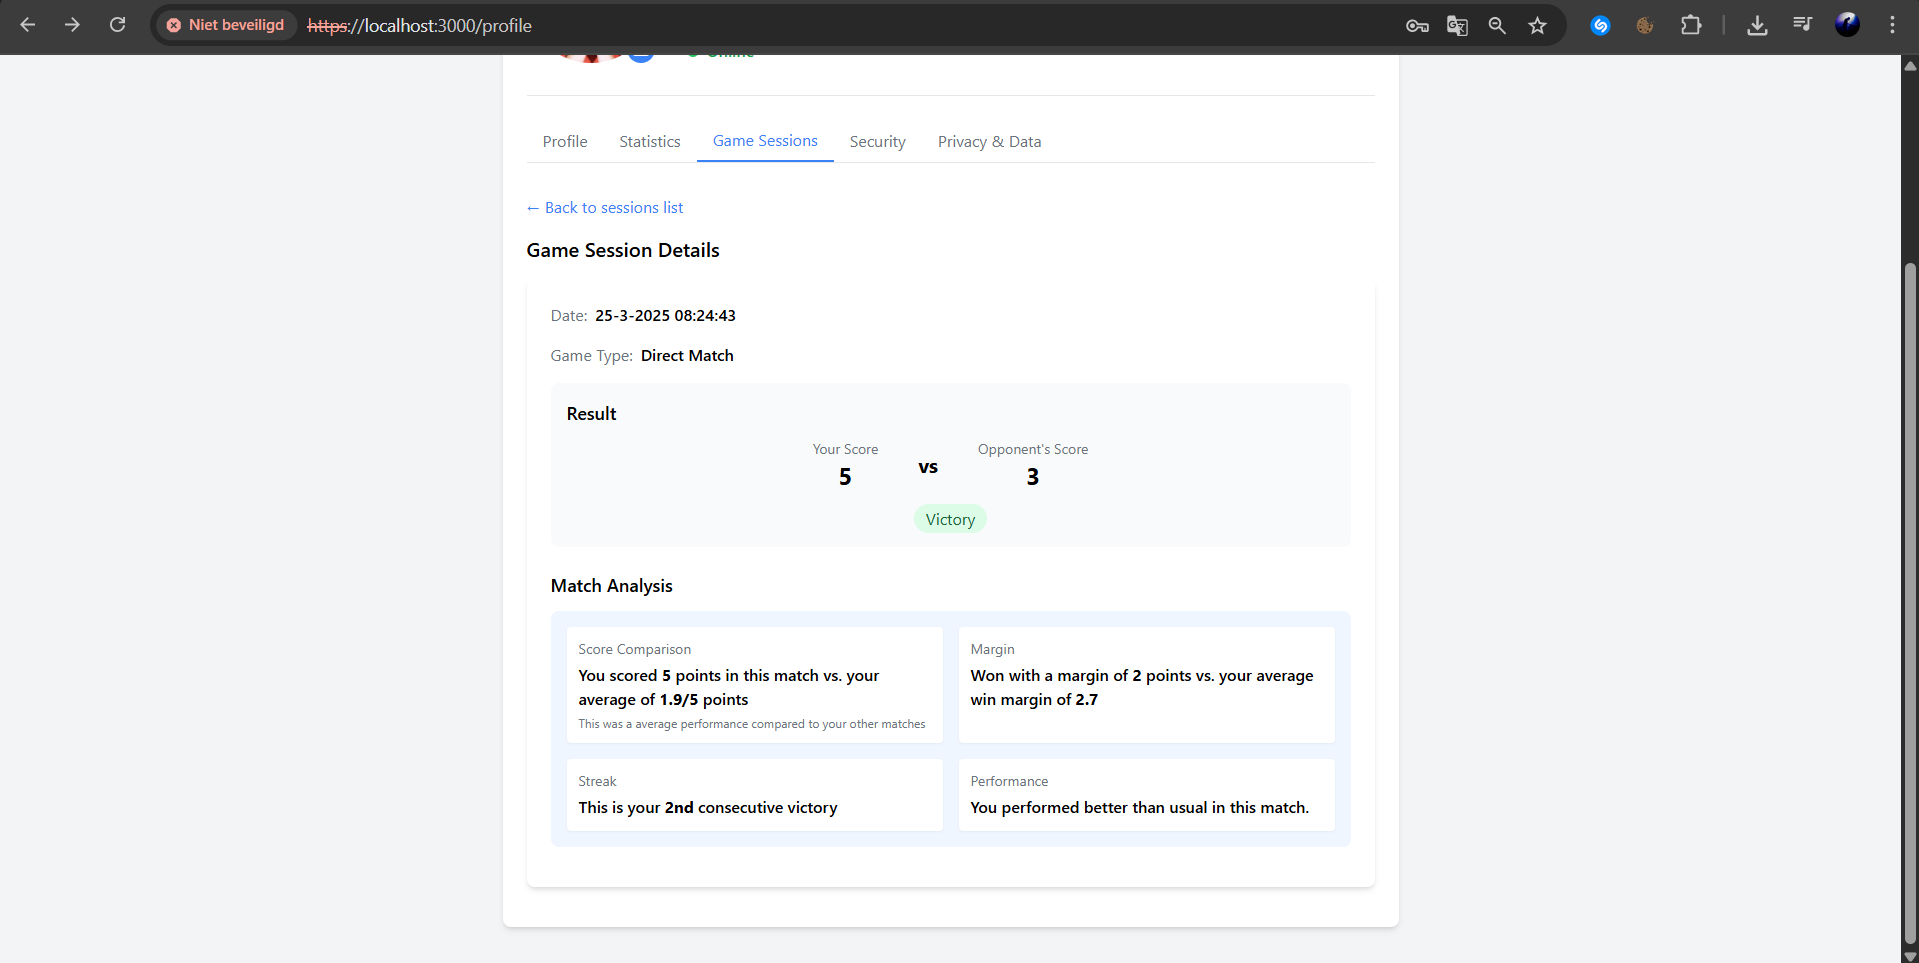 Niet beveiligd https://localhost:3000/profile
Online
Profile Statistics Game Sessions Security Privacy & Data
← Back to sessions list
Game Session Details
Date: 25-3-2025 08:24:43
Game Type: Direct Match
Result
Your Score
5
vs
Opponent's Score
3
Victory
Match Analysis
Score Comparison
You scored 5 points in this match vs. your
average of 1.9/5 points
This was a average performance compared to your other matches
Margin
Won with a margin of 2 points vs. your average
win margin of 2.7
Streak
This is your 2nd consecutive victory
Performance
You performed better than usual in this match.